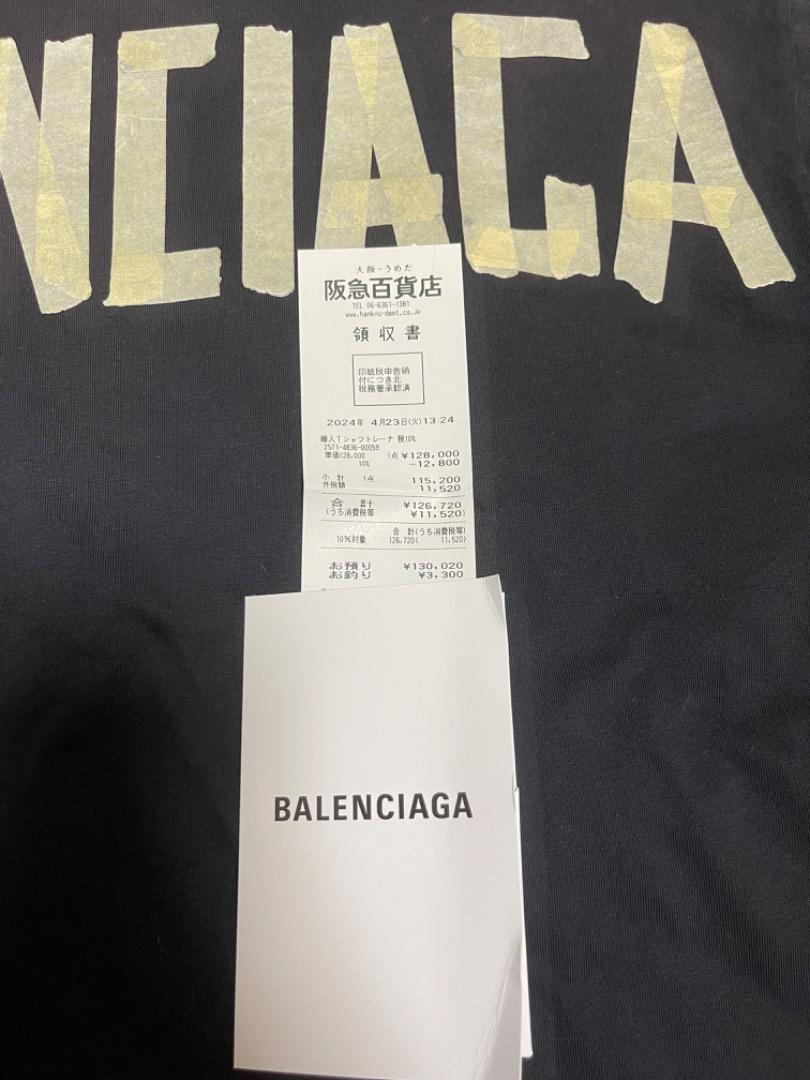 NCIAGA
大阪・うめだ
阪急百貨店
TEL 06-6361-1381
www.hankyu-dept.co.jp
領収書
印紙税申告納
付につき北
税務署承認済
2024年 4月23日(火)13:24
婦人Tシャツトレーナ 税10%
2571-4836-00059
単価128,000 1点 ¥128,000
10% -12,800
小計 1点 115,200
外税額 11,520
合計 ¥126,720
(うち消費税等 ¥11,520)
合計(うち消費税等)
10%対象 126,720( 11,520)
お預り ¥130,020
お釣り ¥3,300
BALENCIAGA